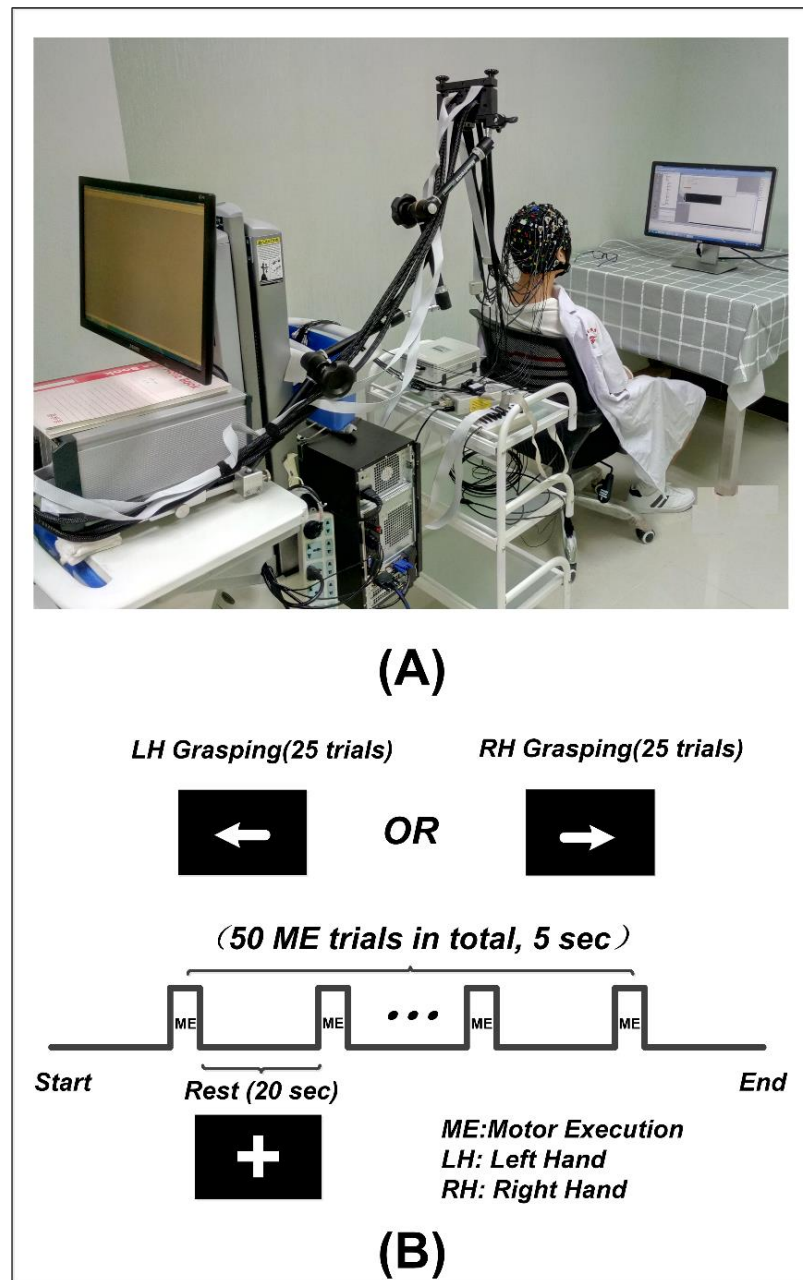 (A)
LH Grasping(25 trials)
RH Grasping(25 trials)
OR
（50 ME trials in total, 5 sec）
ME
ME
•••
ME
ME
Start
Rest (20 sec)
End
ME:Motor Execution
LH: Left Hand
RH: Right Hand
(B)